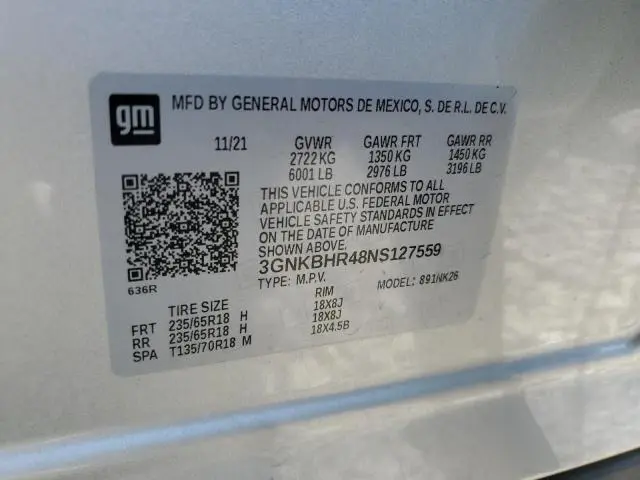 gm
MFD BY GENERAL MOTORS DE MEXICO, S. DE R.L. DE C.V.
11/21 GVWR GAWR FRT GAWR RR
2722 KG 1350 KG 1450 KG
6001 LB 2976 LB 3196 LB
THIS VEHICLE CONFORMS TO ALL
APPLICABLE U.S. FEDERAL MOTOR
VEHICLE SAFETY STANDARDS IN EFFECT
ON THE DATE OF MANUFACTURE
SHOWN ABOVE.
3GNKBHR48NS127559
636R
TYPE: M.P.V. MODEL: 891NK26
TIRE SIZE RIM
FRT 235/65R18 H 18X8J
RR 235/65R18 H 18X8J
SPA T135/70R18 M 18X4.5B